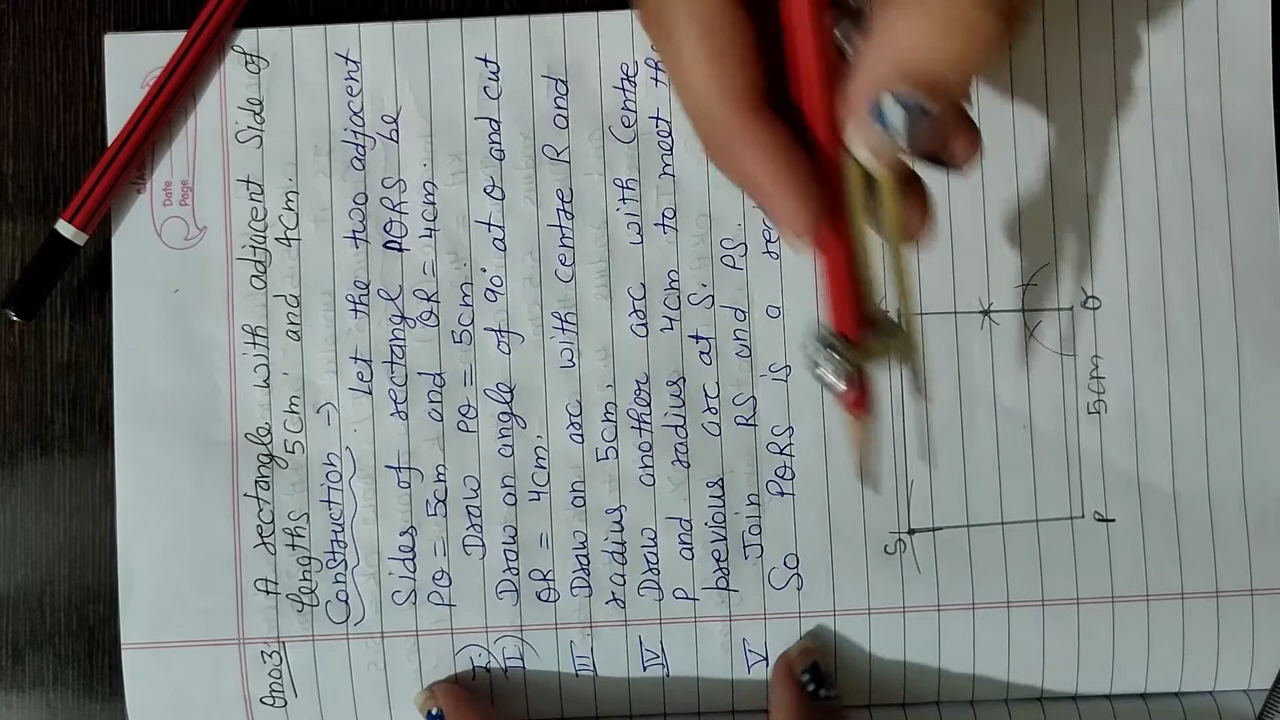 Date
Page
Qno3. A rectangle with adjucent Side of
lengths 5cm and 4cm.
Construction → Let the two adjacent
Sides of rectangle PQRS be
PQ = 5cm and QR = 4cm.
I.) Draw PQ = 5cm.
II) Draw an angle of 90° at Q and cut
QR = 4cm.
III. Draw an arc with centre R and
radius 5cm.
IV Draw another arc with Centre
P and radius 4cm to meet the
previous arc at S.
V Join RS and PS.
So PQRS is a
S
P
5cm
Q